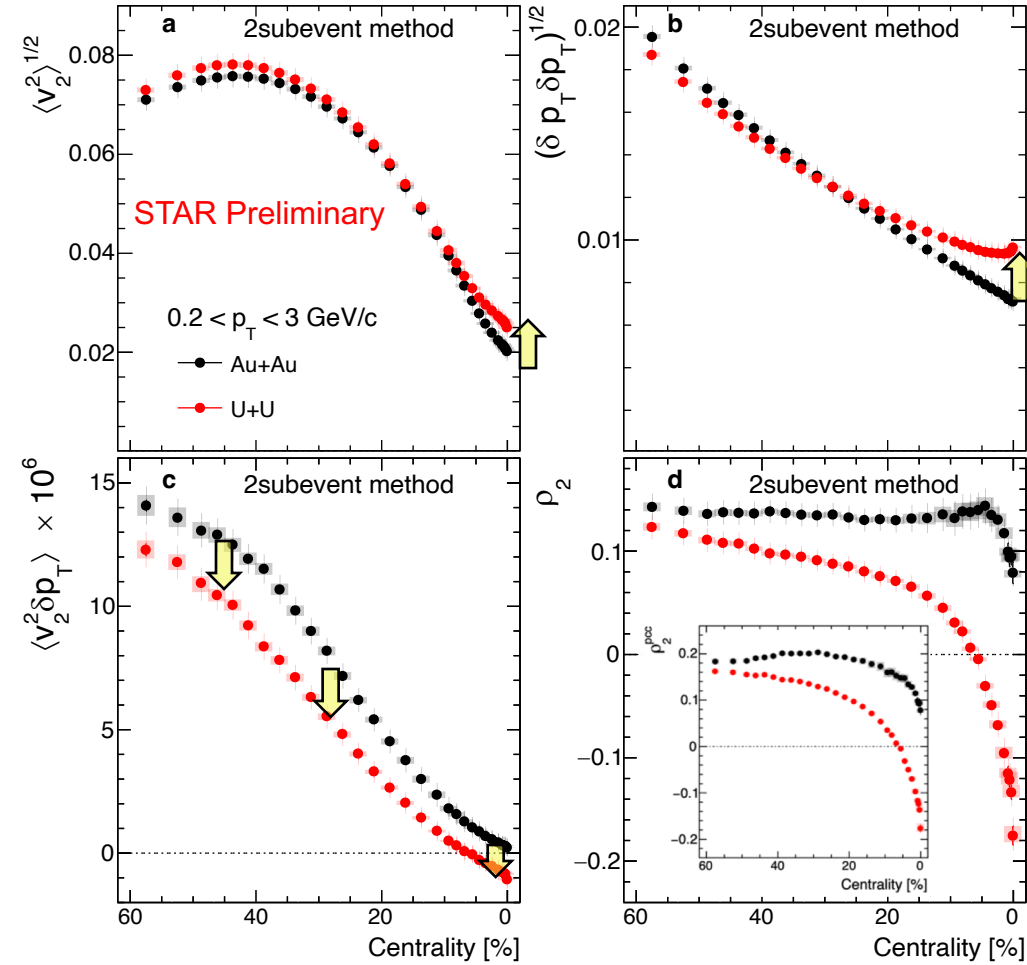 a
2subevent method
⟨v₂²⟩^1/2
0.08
0.06
0.04
0.02
STAR Preliminary
0.2 < p_T < 3 GeV/c
Au+Au
U+U
b
2subevent method
(δ p_T δ p_T)^1/2
0.02
0.01
c
2subevent method
⟨v₂² δ p_T⟩ × 10⁶
15
10
5
0
60
40
20
0
Centrality [%]
d
2subevent method
ρ₂
0.1
0
−0.1
−0.2
60
40
20
0
Centrality [%]
ρ₂^pcc
0.2
0.1
0
−0.1
−0.2
60
40
20
0
Centrality [%]